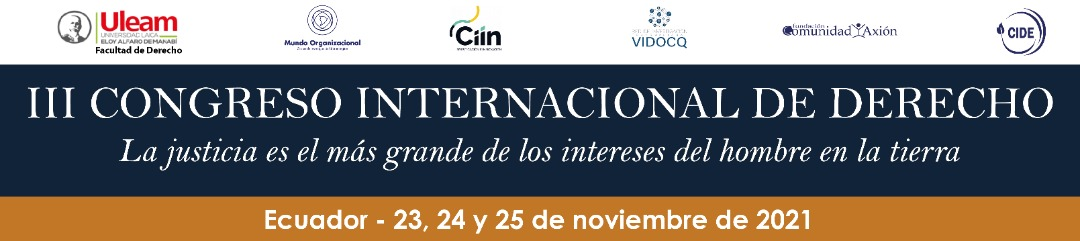 Uleam
UNIVERSIDAD LAICA
ELOY ALFARO DE MANABÍ
Facultad de Derecho
Mundo Organizacional
Ciin
VIDOCQ
Fundación
Comunidad Axión
CIDE
III CONGRESO INTERNACIONAL DE DERECHO
La justicia es el más grande de los intereses del hombre en la tierra
Ecuador - 23, 24 y 25 de noviembre de 2021